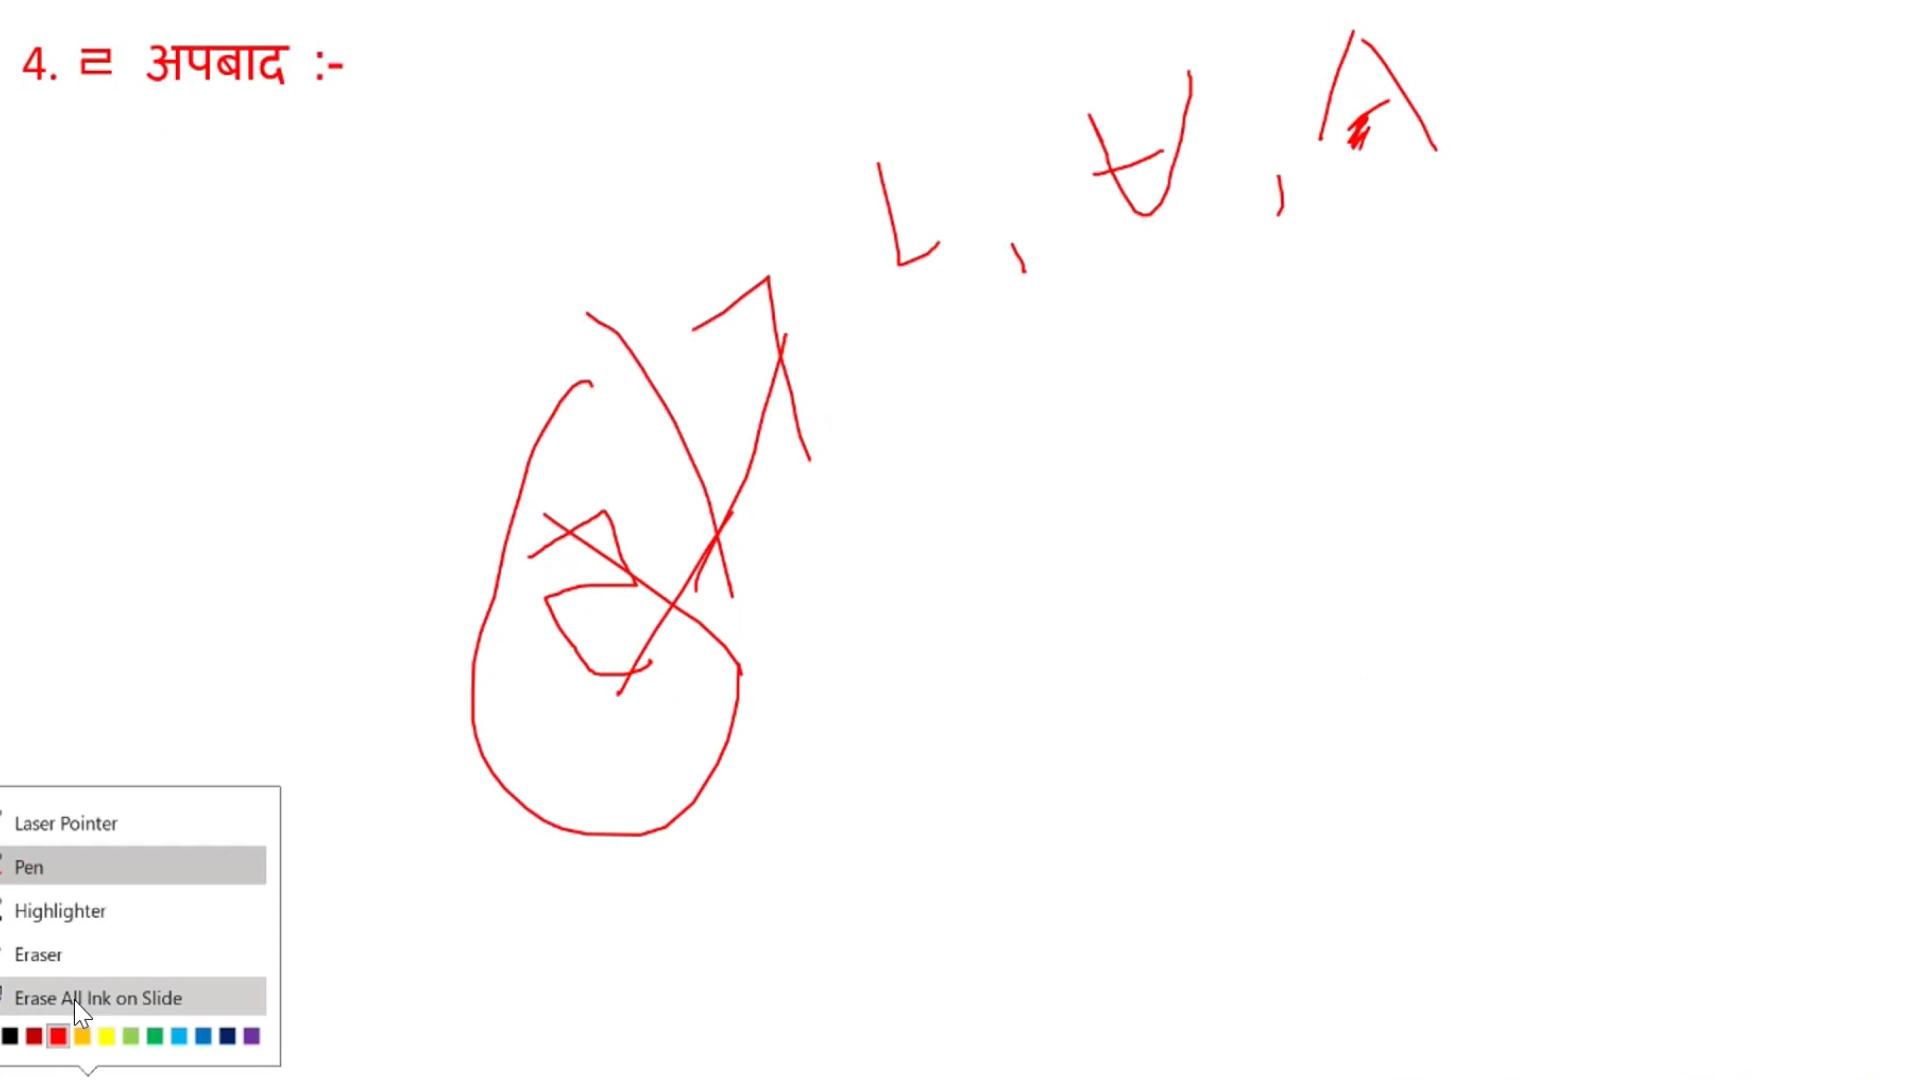 4. ㄹ अपबाद :-
L , ∀ , A
ㄹ
Laser Pointer
Pen
Highlighter
Eraser
Erase All Ink on Slide